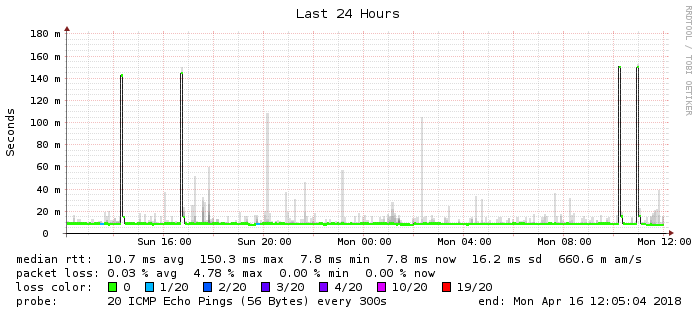 Last 24 Hours
RRDTOOL / TOBI OETIKER
Seconds
180 m
160 m
140 m
120 m
100 m
80 m
60 m
40 m
20 m
0
Sun 16:00 Sun 20:00 Mon 00:00 Mon 04:00 Mon 08:00 Mon 12:00
median rtt: 10.7 ms avg 150.3 ms max 7.8 ms min 7.8 ms now 16.2 ms sd 660.6 m am/s
packet loss: 0.03 % avg 4.78 % max 0.00 % min 0.00 % now
loss color: 0 1/20 2/20 3/20 4/20 10/20 19/20
probe: 20 ICMP Echo Pings (56 Bytes) every 300s end: Mon Apr 16 12:05:04 2018